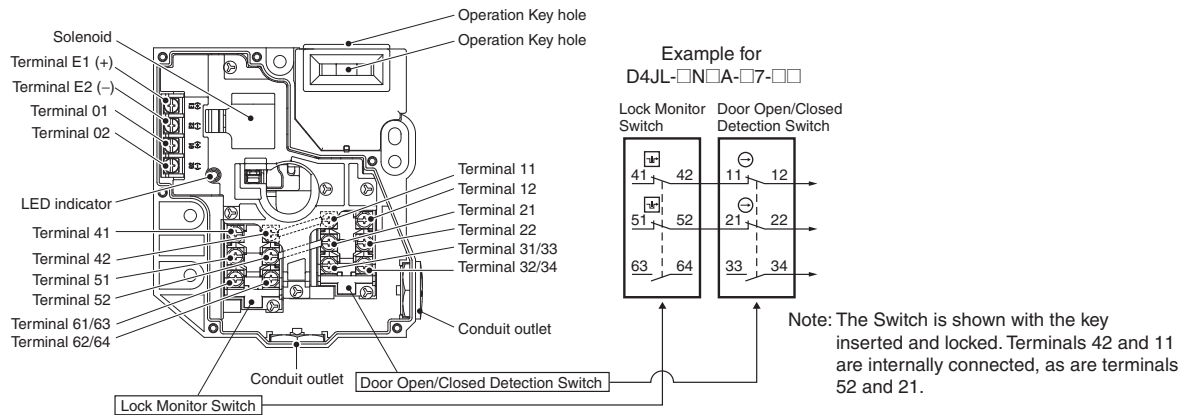 Operation Key hole
Operation Key hole
Solenoid
Terminal E1 (+)
Terminal E2 (−)
Terminal 01
Terminal 02
LED indicator
Terminal 41
Terminal 42
Terminal 51
Terminal 52
Terminal 61/63
Terminal 62/64
Terminal 11
Terminal 12
Terminal 21
Terminal 22
Terminal 31/33
Terminal 32/34
Conduit outlet
Conduit outlet
Door Open/Closed Detection Switch
Lock Monitor Switch
Example for
D4JL-□N□A-□7-□□
Lock Monitor
Switch
Door Open/Closed
Detection Switch
41 42 11 12
51 52 21 22
63 64 33 34
Note: The Switch is shown with the key
inserted and locked. Terminals 42 and 11
are internally connected, as are terminals
52 and 21.